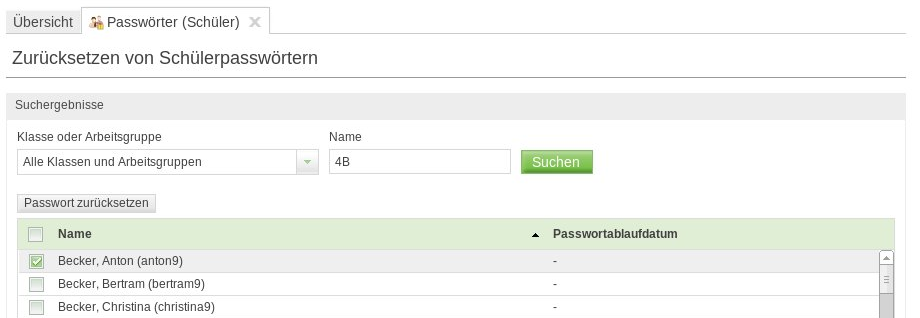 Übersicht Passwörter (Schüler)
Zurücksetzen von Schülerpasswörtern
Suchergebnisse
Klasse oder Arbeitsgruppe Name
Alle Klassen und Arbeitsgruppen 4B Suchen
Passwort zurücksetzen
Name Passwortablaufdatum
Becker, Anton (anton9) -
Becker, Bertram (bertram9) -
Becker, Christina (christina9) -